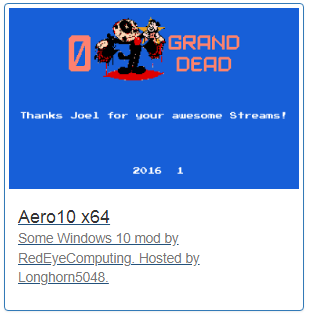 09 GRAND
DEAD
Thanks Joel for your awesome Streams!
2016 1
Aero10 x64
Some Windows 10 mod by
RedEyeComputing. Hosted by
Longhorn5048.